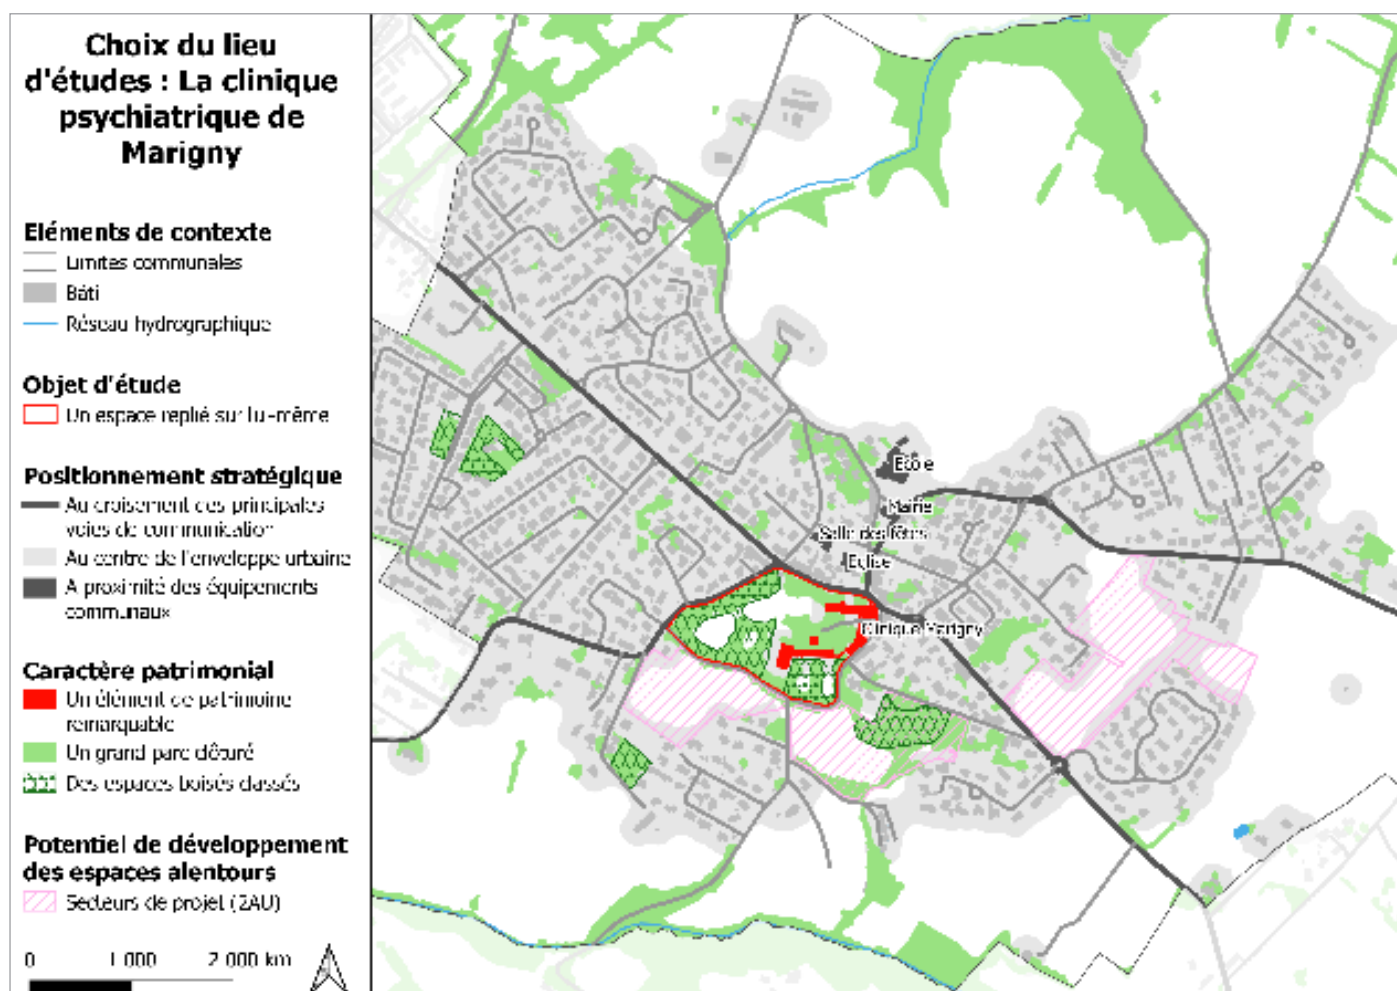 Choix du lieu
d'études : La clinique
psychiatrique de
Marigny
Eléments de contexte
Limites communales
Bâti
Réseau hydrographique
Objet d'étude
Un espace replié sur lui-même
Positionnement stratégique
Au croisement des principales
voies de communication
Au centre de l'enveloppe urbaine
A proximité des équipements
communaux
Caractère patrimonial
Un élément de patrimoine
remarquable
Un grand parc clôturé
Des espaces boisés classés
Potentiel de développement
des espaces alentours
Secteurs de projet (2AU)
0 1 000 2 000 km
Ecole
Mairie
Salle des fêtes
Eglise
Clinique Marigny